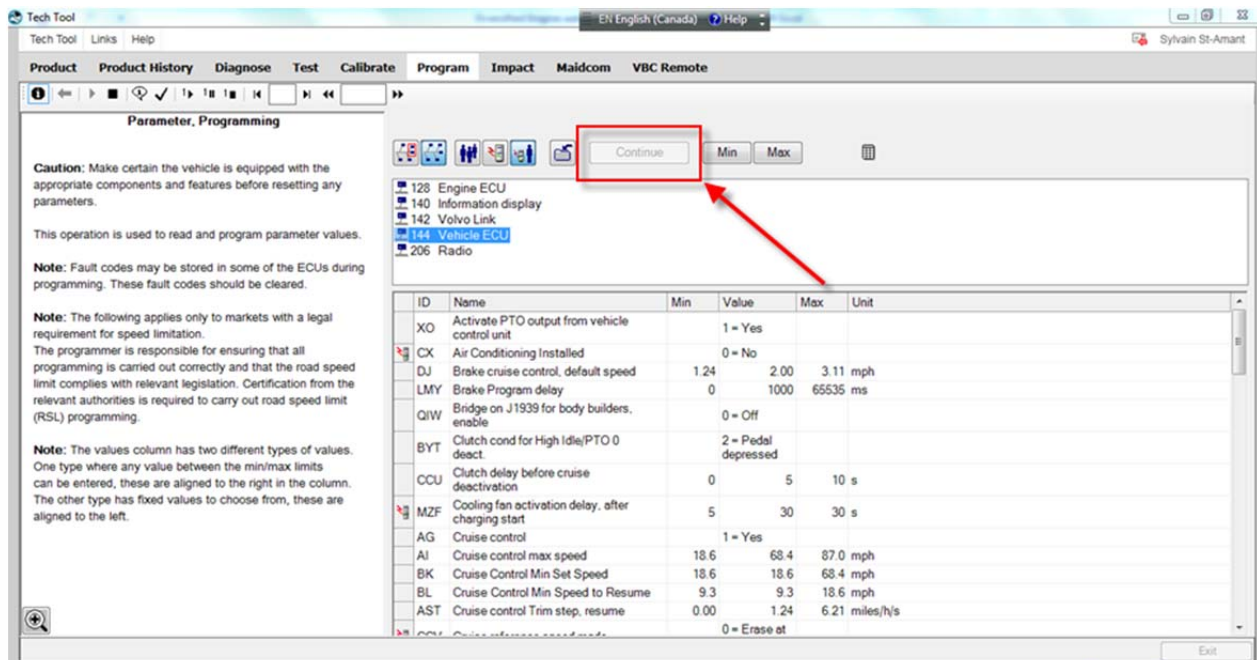 Tech Tool
EN English (Canada) Help
Tech Tool Links Help
Sylvain St-Amant
Product Product History Diagnose Test Calibrate Program Impact Maidcom VBC Remote
Parameter, Programming
Caution: Make certain the vehicle is equipped with the
appropriate components and features before resetting any
parameters.
This operation is used to read and program parameter values.
Note: Fault codes may be stored in some of the ECUs during
programming. These fault codes should be cleared.
Note: The following applies only to markets with a legal
requirement for speed limitation.
The programmer is responsible for ensuring that all
programming is carried out correctly and that the road speed
limit complies with relevant legislation. Certification from the
relevant authorities is required to carry out road speed limit
(RSL) programming.
Note: The values column has two different types of values.
One type where any value between the min/max limits
can be entered, these are aligned to the right in the column.
The other type has fixed values to choose from, these are
aligned to the left.
Continue Min Max
128 Engine ECU
140 Information display
142 Volvo Link
144 Vehicle ECU
206 Radio
ID Name Min Value Max Unit
XO Activate PTO output from vehicle
control unit 1 = Yes
CX Air Conditioning Installed 0 = No
DJ Brake cruise control, default speed 1.24 2.00 3.11 mph
LMY Brake Program delay 0 1000 65535 ms
QIW Bridge on J1939 for body builders,
enable 0 = Off
BYT Clutch cond for High Idle/PTO 0
deact. 2 = Pedal
depressed
CCU Clutch delay before cruise
deactivation 0 5 10 s
MZF Cooling fan activation delay, after
charging start 5 30 30 s
AG Cruise control 1 = Yes
AI Cruise control max speed 18.6 68.4 87.0 mph
BK Cruise Control Min Set Speed 18.6 18.6 68.4 mph
BL Cruise Control Min Speed to Resume 9.3 9.3 18.6 mph
AST Cruise control Trim step, resume 0.00 1.24 6.21 miles/h/s
0 = Erase at
Exit